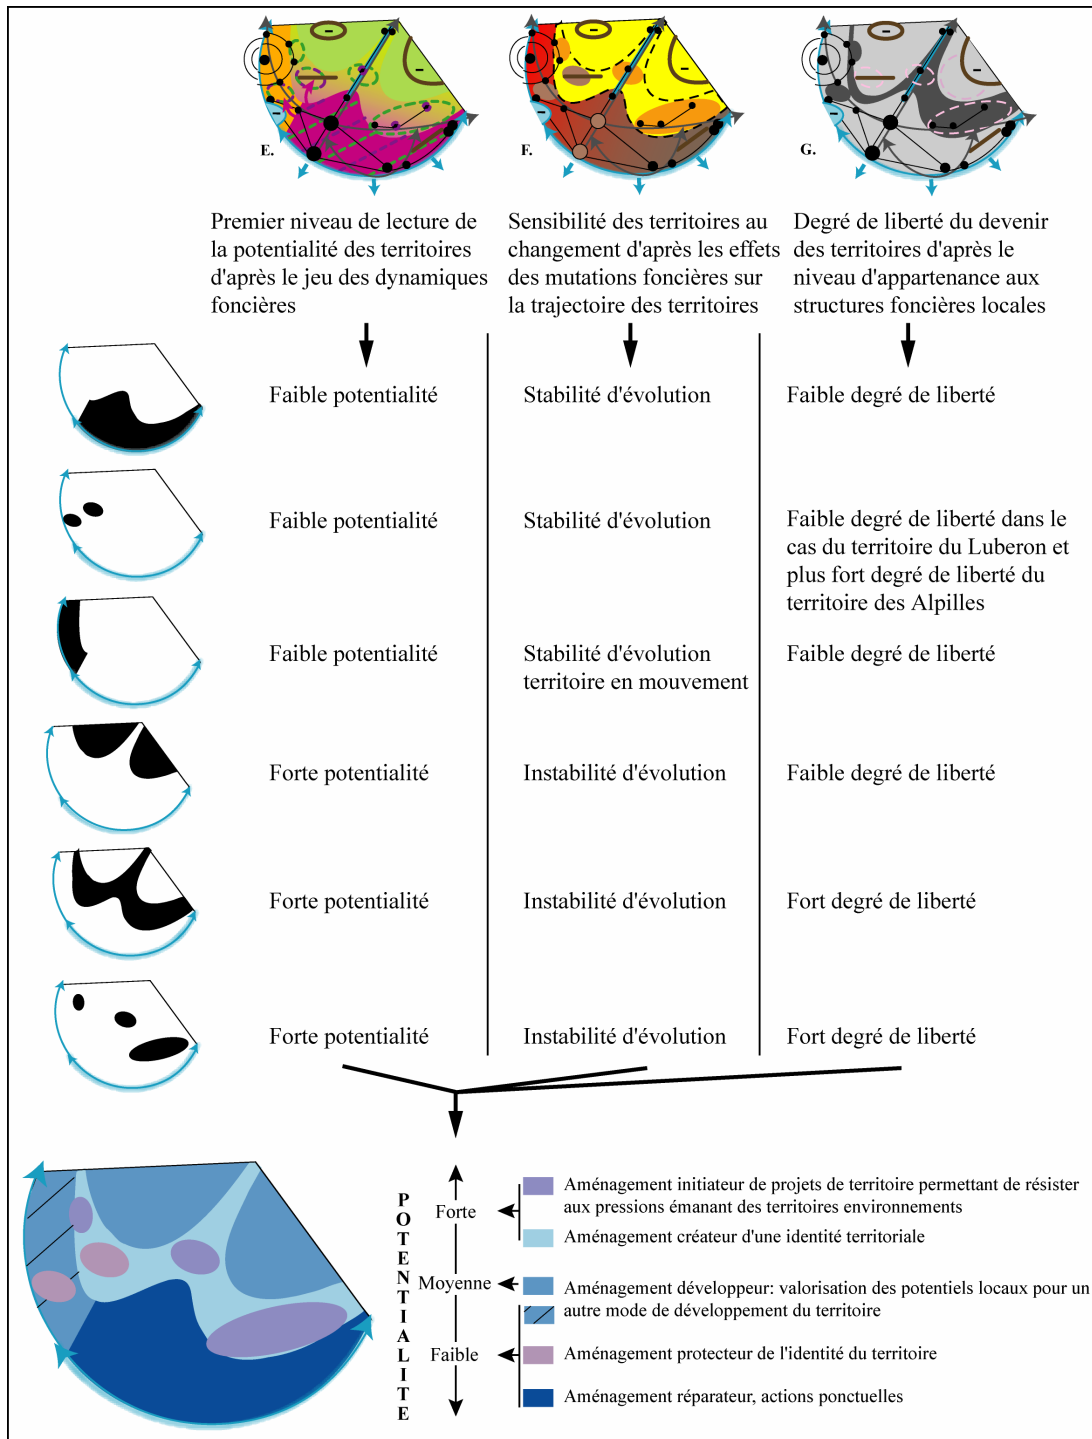 E.
F.
G.
Premier niveau de lecture de
la potentialité des territoires
d'après le jeu des dynamiques
foncières
Sensibilité des territoires au
changement d'après les effets
des mutations foncières sur
la trajectoire des territoires
Degré de liberté du devenir
des territoires d'après le
niveau d'appartenance aux
structures foncières locales
Faible potentialité
Stabilité d'évolution
Faible degré de liberté
Faible potentialité
Stabilité d'évolution
Faible degré de liberté dans le
cas du territoire du Luberon et
plus fort degré de liberté du
territoire des Alpilles
Faible potentialité
Stabilité d'évolution
territoire en mouvement
Faible degré de liberté
Forte potentialité
Instabilité d'évolution
Faible degré de liberté
Forte potentialité
Instabilité d'évolution
Fort degré de liberté
Forte potentialité
Instabilité d'évolution
Fort degré de liberté
POTENTIALITE
Forte
Moyenne
Faible
Aménagement initiateur de projets de territoire permettant de résister
aux pressions émanant des territoires environnements
Aménagement créateur d'une identité territoriale
Aménagement développeur: valorisation des potentiels locaux pour un
autre mode de développement du territoire
Aménagement protecteur de l'identité du territoire
Aménagement réparateur, actions ponctuelles